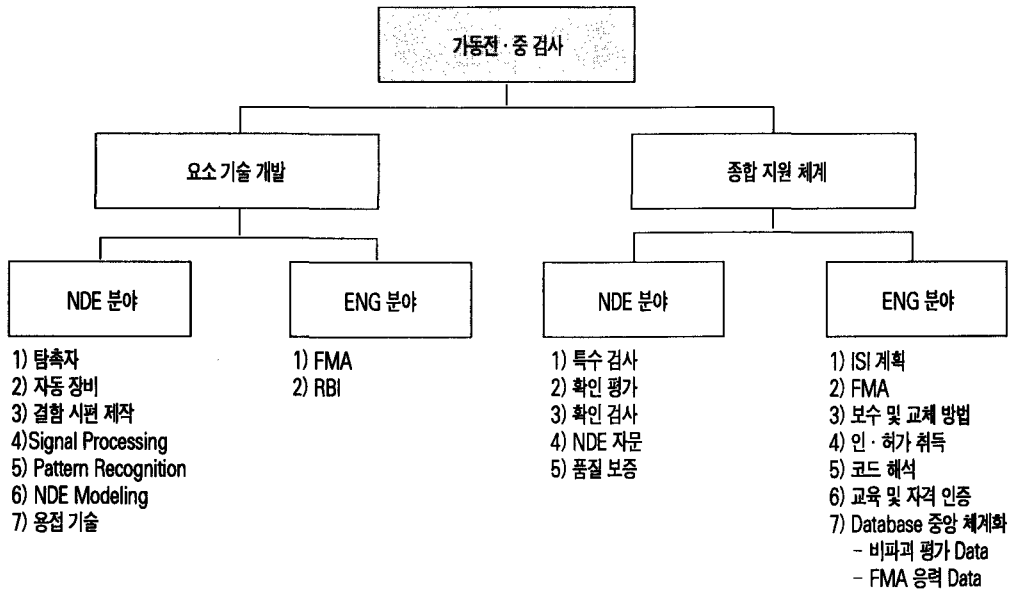 가동전 · 중 검사
요소 기술 개발
종합 지원 체계
NDE 분야
ENG 분야
NDE 분야
ENG 분야
1) 탐촉자
2) 자동 장비
3) 결함 시편 제작
4)Signal Processing
5) Pattern Recognition
6) NDE Modeling
7) 용접 기술
1) FMA
2) RBI
1) 특수 검사
2) 확인 평가
3) 확인 검사
4) NDE 자문
5) 품질 보증
1) ISI 계획
2) FMA
3) 보수 및 교체 방법
4) 인 · 허가 취득
5) 코드 해석
6) 교육 및 자격 인증
7) Database 중앙 체계화
– 비파괴 평가 Data
– FMA 응력 Data